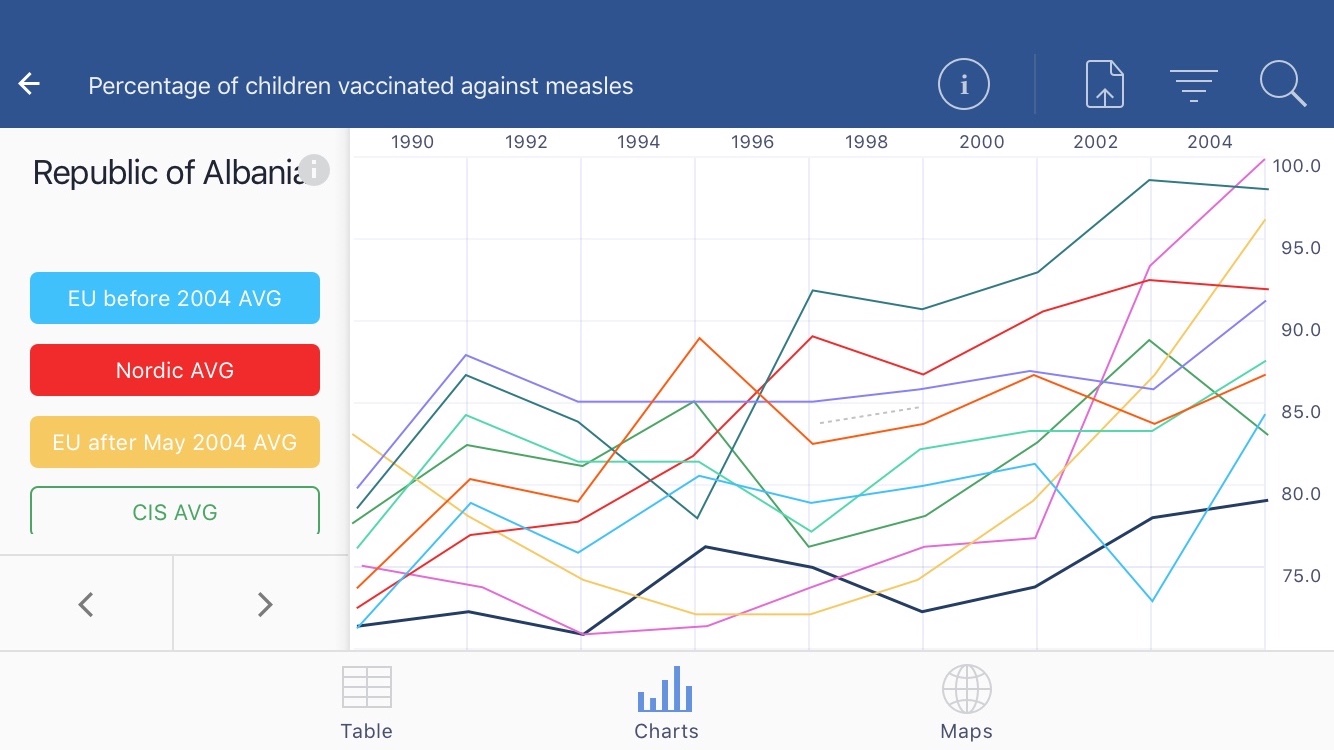 Percentage of children vaccinated against measles
i
1990 1992 1994 1996 1998 2000 2002 2004
Republic of Albania
i
100.0
95.0
90.0
85.0
80.0
75.0
EU before 2004 AVG
Nordic AVG
EU after May 2004 AVG
CIS AVG
Table Charts Maps